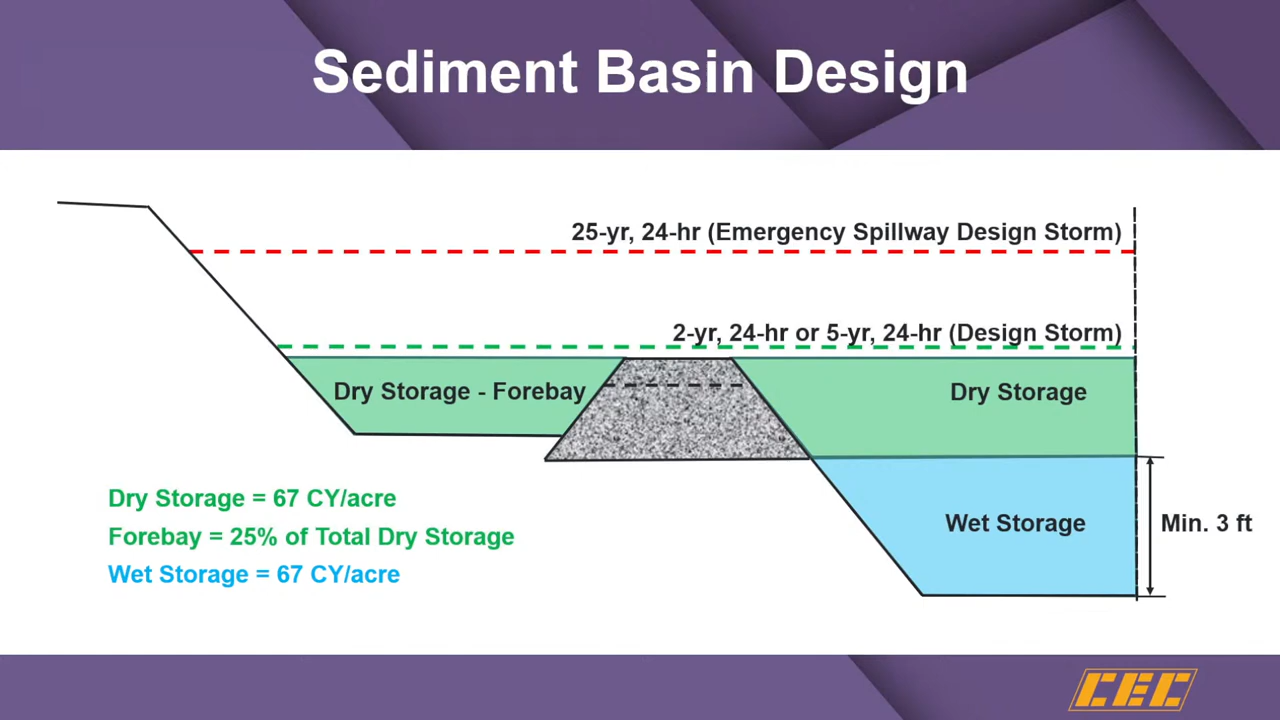 Sediment Basin Design
25-yr, 24-hr (Emergency Spillway Design Storm)
2-yr, 24-hr or 5-yr, 24-hr (Design Storm)
Dry Storage - Forebay
Dry Storage
Dry Storage = 67 CY/acre
Forebay = 25% of Total Dry Storage
Wet Storage = 67 CY/acre
Wet Storage
Min. 3 ft
CEC